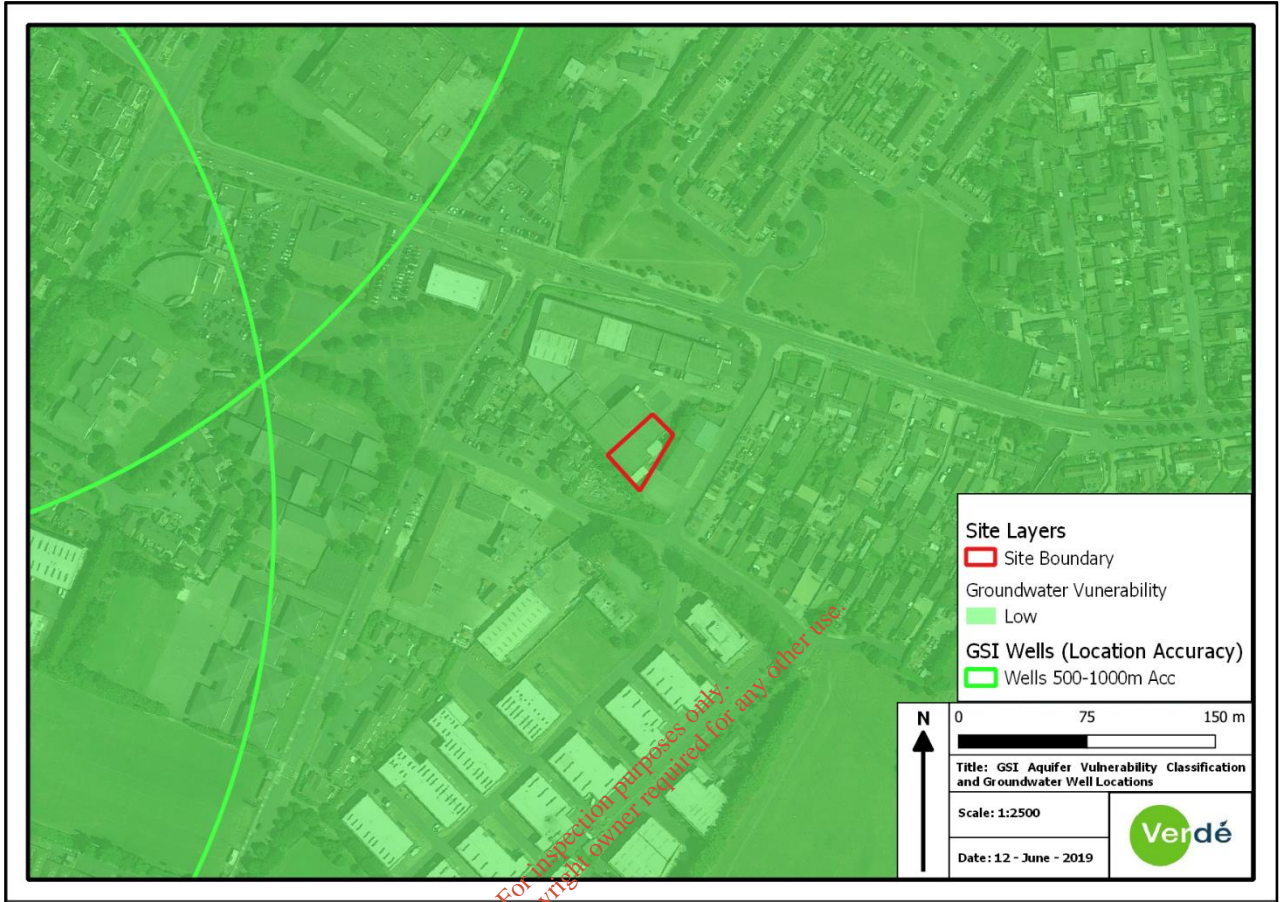 Site Layers
Site Boundary
Groundwater Vunerability
Low
GSI Wells (Location Accuracy)
Wells 500-1000m Acc
N
0 75 150 m
Title: GSI Aquifer Vulnerability Classification
and Groundwater Well Locations
Scale: 1:2500
Date: 12 - June - 2019
Verdé
For inspection purposes only.
owner required for any other use.